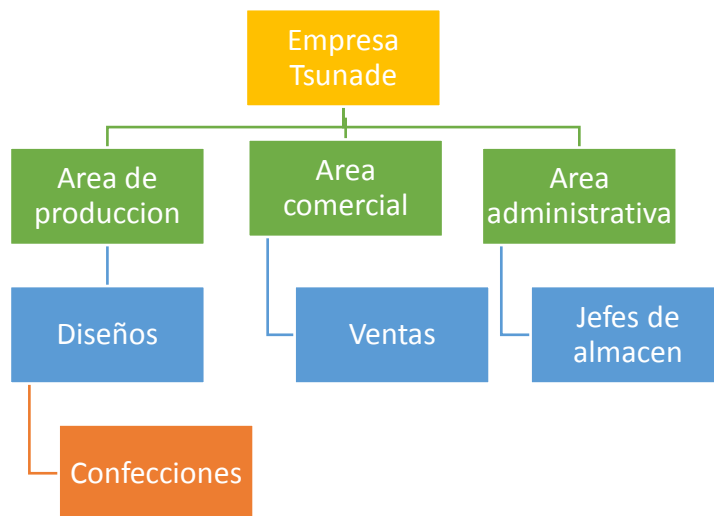 Empresa
Tsunade
Area de
produccion
Area
comercial
Area
administrativa
Diseños
Ventas
Jefes de
almacen
Confecciones